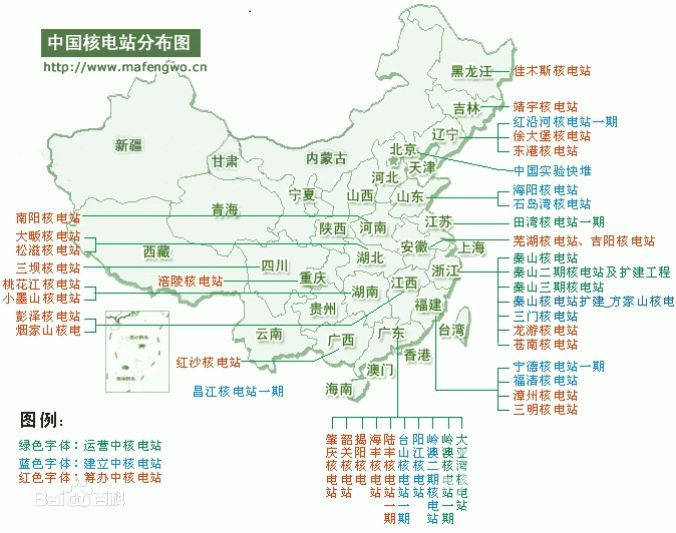 中国核电站分布图
http://www.mafengwo.cn
黑龙江
佳木斯核电站
吉林
靖宇核电站
辽宁
红沿河核电站一期
徐大堡核电站
东港核电站
新疆
甘肃
内蒙古
北京
天津
中国实验快堆
河北
宁夏
山西
山东
海阳核电站
石岛湾核电站
青海
陕西
河南
江苏
田湾核电站一期
南阳核电站
大畈核电站
松滋核电站
安徽
上海
芜湖核电站、吉阳核电站
西藏
四川
湖北
浙江
三坝核电站
涪陵核电站
重庆
江西
桃花江核电站
小墨山核电站
湖南
秦山核电站
秦山二期核电站及扩建工程
秦山三期核电站
秦山核电站扩建_方家山核电
三门核电站
龙游核电站
苍南核电站
彭泽核电站
烟家山核电
贵州
福建
云南
广西
广东
台湾
红沙核电站
香港
澳门
海南
昌江核电站一期
宁德核电站一期
福清核电站
漳州核电站
三明核电站
图例:
绿色字体:运营中核电站
蓝色字体:建立中核电站
红色字体:筹办中核电站
肇庆核电站
韶关核电站
揭阳核电
海丰核电站
陆丰核电站一期
台山核电站一期
阳江核电站
岭澳二期核电站
岭澳核电站一期
大亚湾核电站
Bai百科